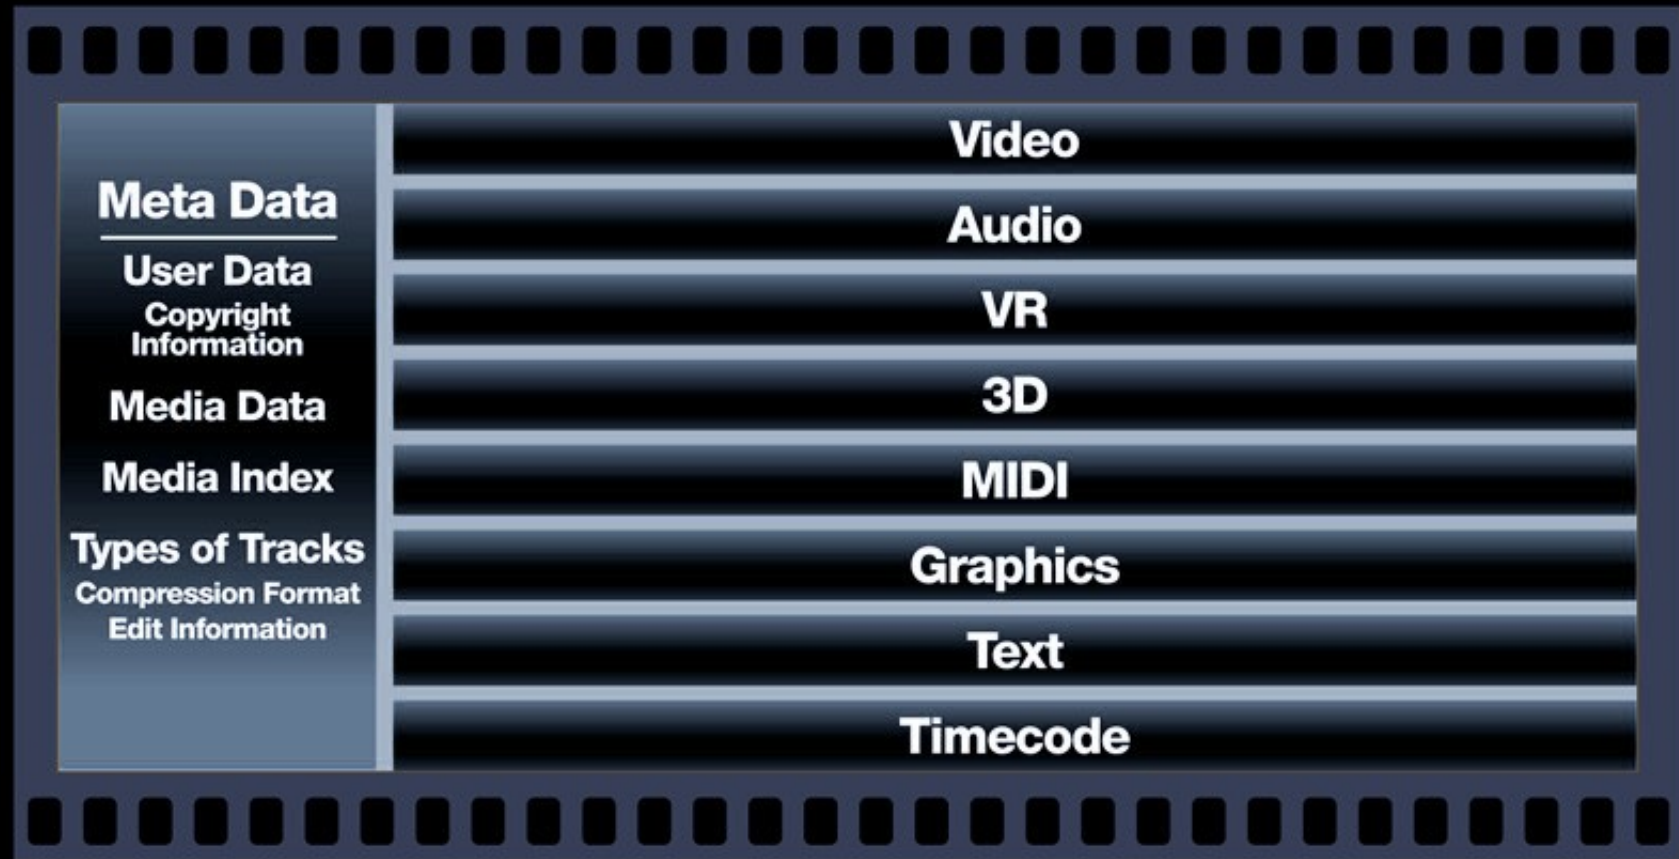 Meta Data
User Data
Copyright
Information
Media Data
Media Index
Types of Tracks
Compression Format
Edit Information
Video
Audio
VR
3D
MIDI
Graphics
Text
Timecode